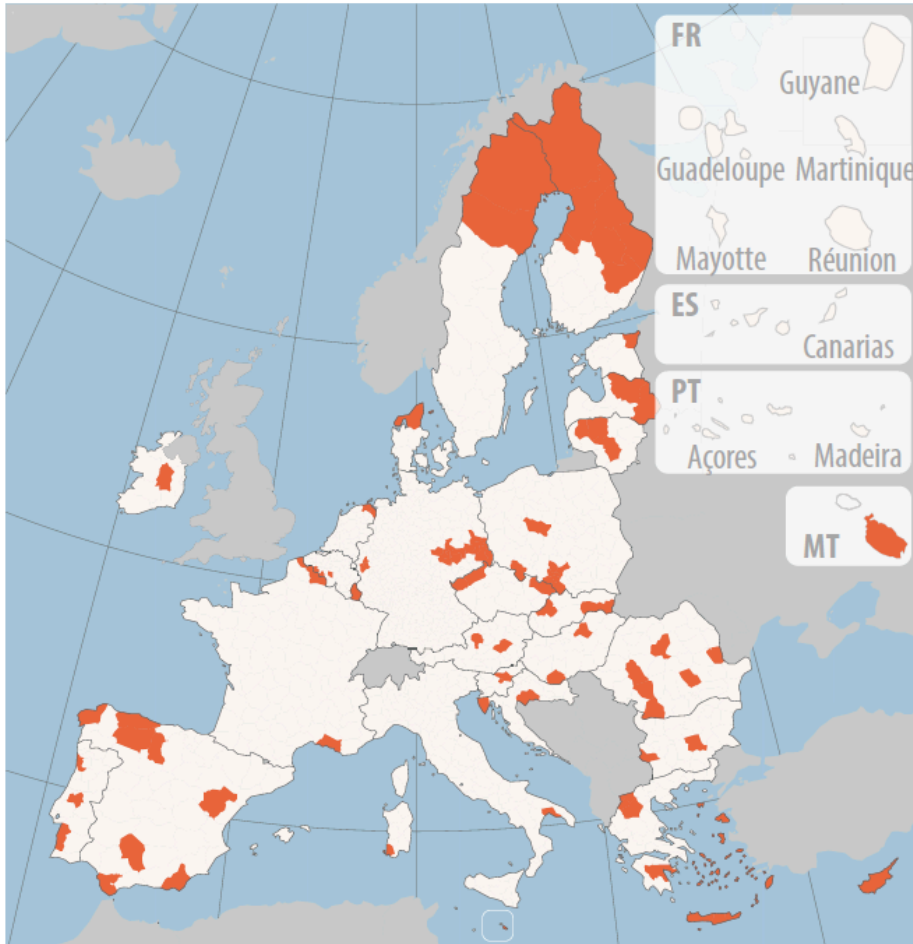 FR
Guyane
Guadeloupe Martinique
Mayotte Réunion
ES
Canarias
PT
Açores Madeira
MT